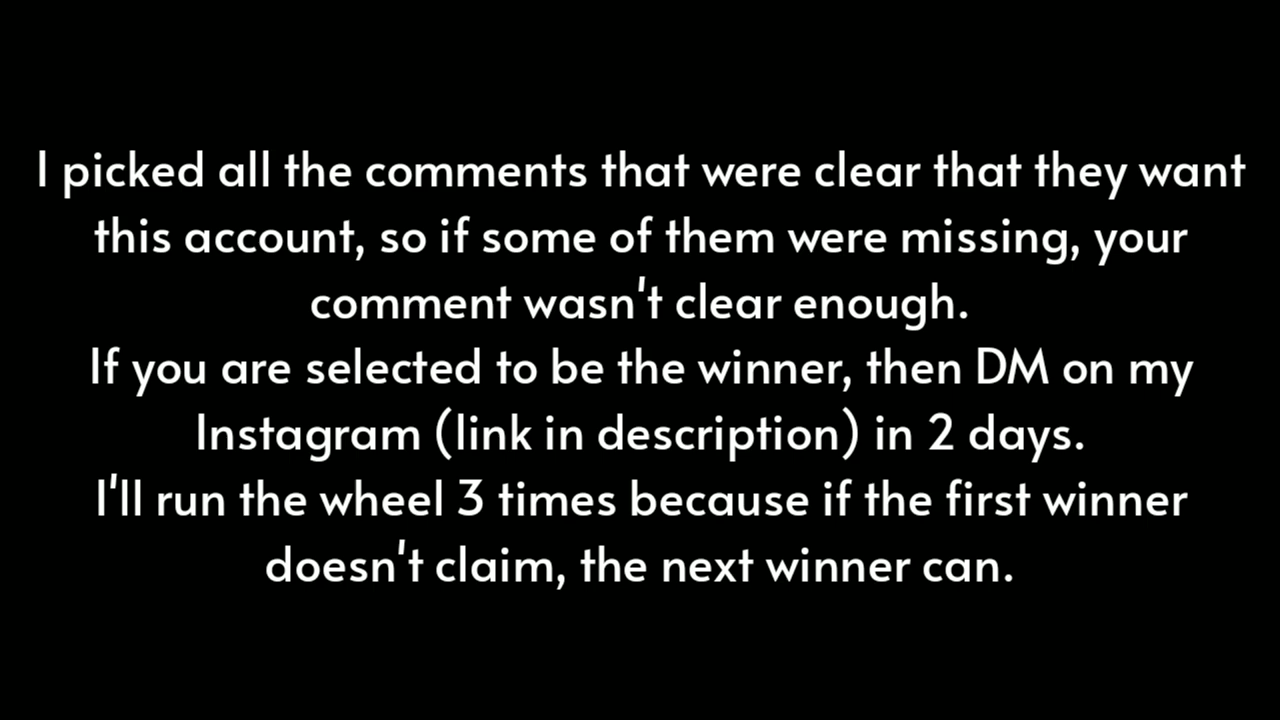 I picked all the comments that were clear that they want
this account, so if some of them were missing, your
comment wasn't clear enough.
If you are selected to be the winner, then DM on my
Instagram (link in description) in 2 days.
I'll run the wheel 3 times because if the first winner
doesn't claim, the next winner can.